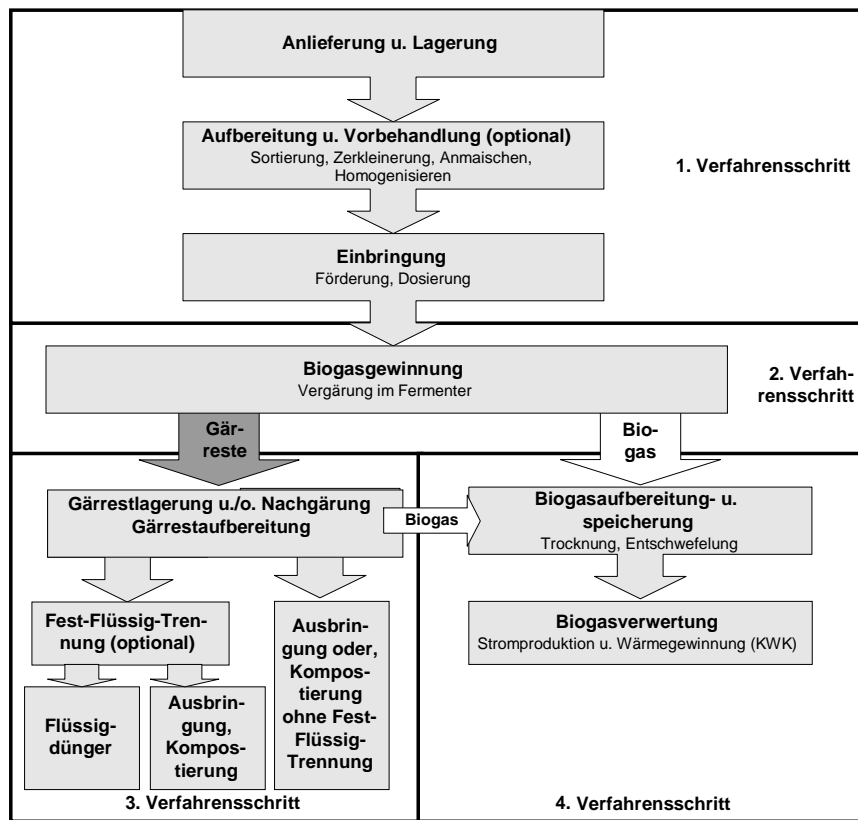 Anlieferung u. Lagerung
Aufbereitung u. Vorbehandlung (optional)
Sortierung, Zerkleinerung, Anmaischen,
Homogenisieren
1. Verfahrensschritt
Einbringung
Förderung, Dosierung
Biogasgewinnung
Vergärung im Fermenter
2. Verfah-
rensschritt
Gär-
reste
Bio-
gas
Gärrestlagerung u./o. Nachgärung
Gärrestaufbereitung
Biogas
Biogasaufbereitung- u.
speicherung
Trocknung, Entschwefelung
Fest-Flüssig-Tren-
nung (optional)
Ausbrin-
gung oder,
Kompos-
tierung
ohne Fest-
Flüssig-
Trennung
Biogasverwertung
Stromproduktion u. Wärmegewinnung (KWK)
Flüssig-
dünger
Ausbrin-
gung,
Kompos-
tierung
3. Verfahrensschritt
4. Verfahrensschritt